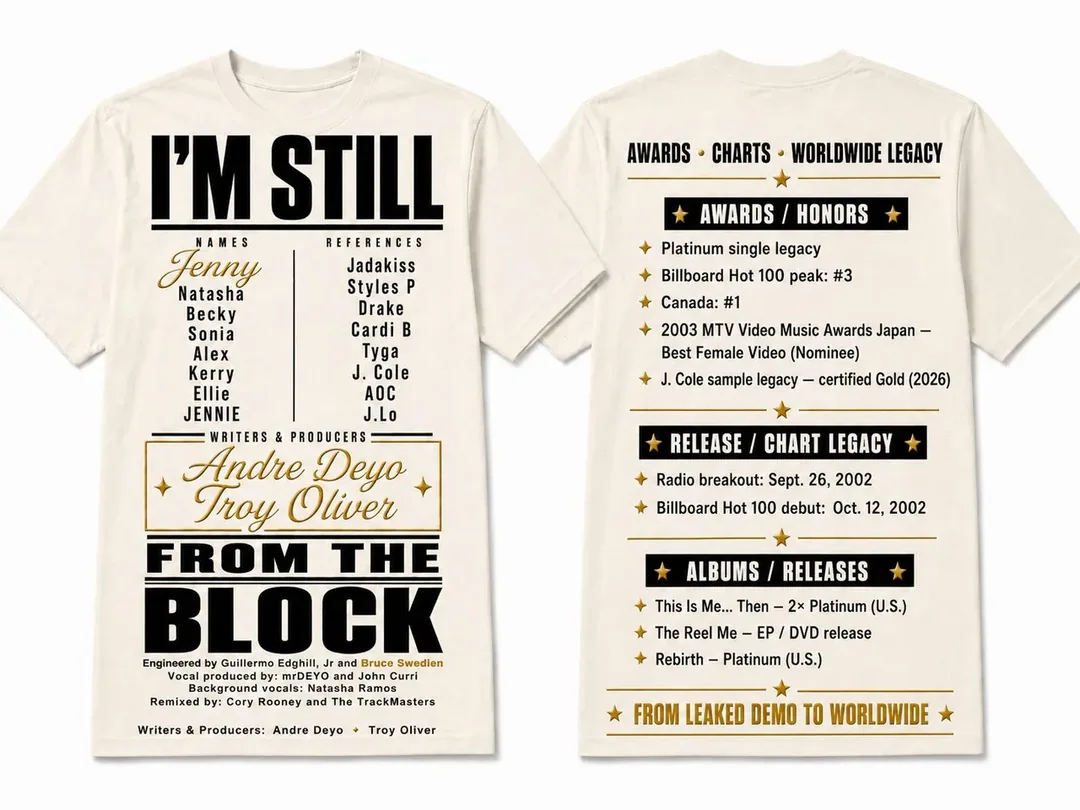 I'M STILL
NAMES
Jenny
Natasha
Becky
Sonia
Alex
Kerry
Ellie
JENNIE
REFERENCES
Jadakiss
Styles P
Drake
Cardi B
Tyga
J. Cole
AOC
J.Lo
WRITERS & PRODUCERS
Andre Deyo
Troy Oliver
FROM THE
BLOCK
Engineered by Guillermo Edghill, Jr and Bruce Swedien
Vocal produced by: mrDEYO and John Curri
Background vocals: Natasha Ramos
Remixed by: Cory Rooney and The TrackMasters
Writers & Producers: Andre Deyo ✦ Troy Oliver
AWARDS • CHARTS • WORLDWIDE LEGACY
★ AWARDS / HONORS ★
✦ Platinum single legacy
✦ Billboard Hot 100 peak: #3
★ Canada: #1
✦ 2003 MTV Video Music Awards Japan –
Best Female Video (Nominee)
✦ J. Cole sample legacy – certified Gold (2026)
★ RELEASE / CHART LEGACY ★
✦ Radio breakout: Sept. 26, 2002
✦ Billboard Hot 100 debut: Oct. 12, 2002
★ ALBUMS / RELEASES ★
✦ This Is Me... Then – 2× Platinum (U.S.)
✦ The Reel Me – EP / DVD release
✦ Rebirth – Platinum (U.S.)
★ FROM LEAKED DEMO TO WORLDWIDE ★